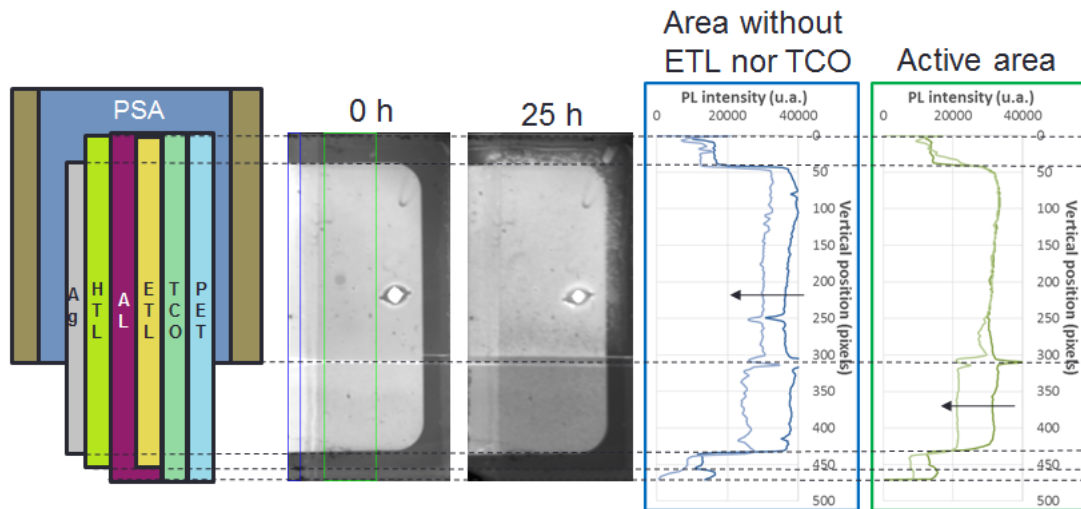 Area without
ETL nor TCO
Active area
PSA
0 h
25 h
PL intensity (u.a.)
0
20000
40000
PL intensity (u.a.)
0
20000
40000
Ag
HTL
AL
ETL
TCO
PET
0
50
100
150
200
250
300
350
400
450
500
Vertical position (pixels)
0
50
100
150
200
250
300
350
400
450
500
Vertical position (pixels)